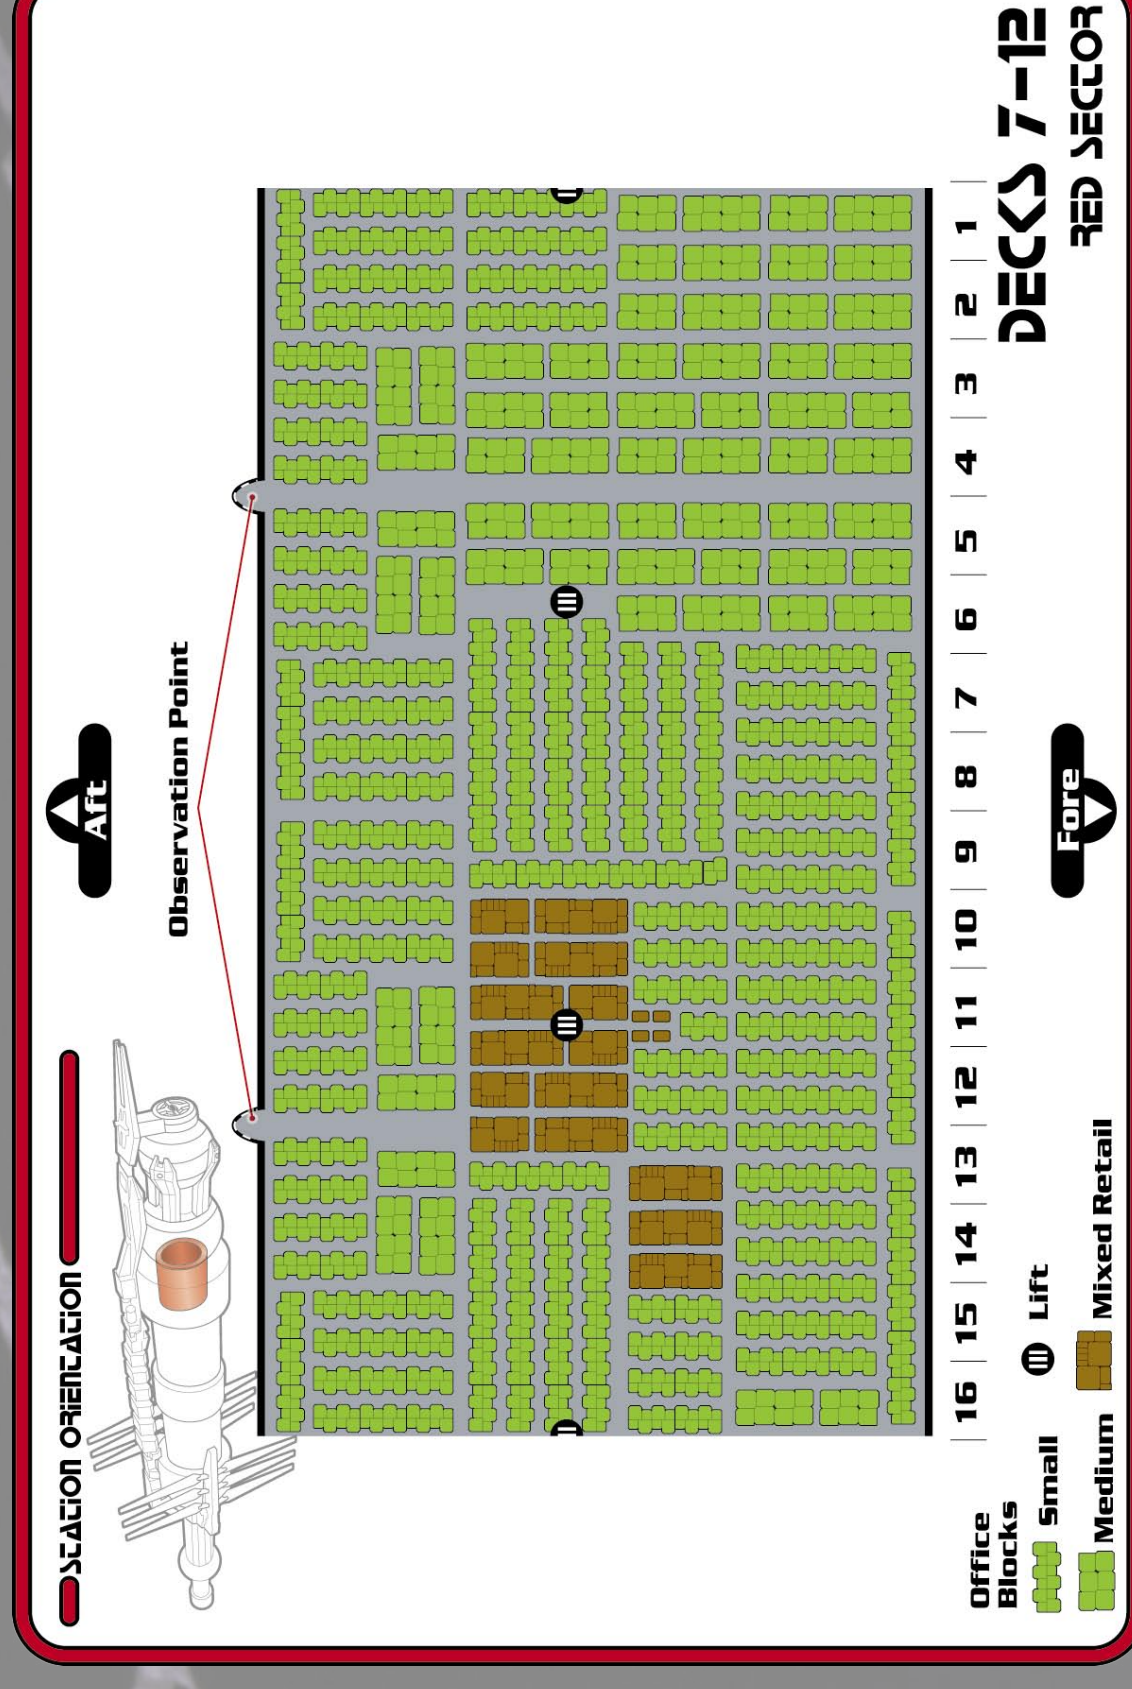 DECKS 7-12
RED SECTOR
STATION ORIENTATION
Aft
Observation Point
Fore
16 15 14 13 12 11 10 9 8 7 6 5 4 3 2 1
Office
Blocks
Small
Medium
Lift
Mixed Retail